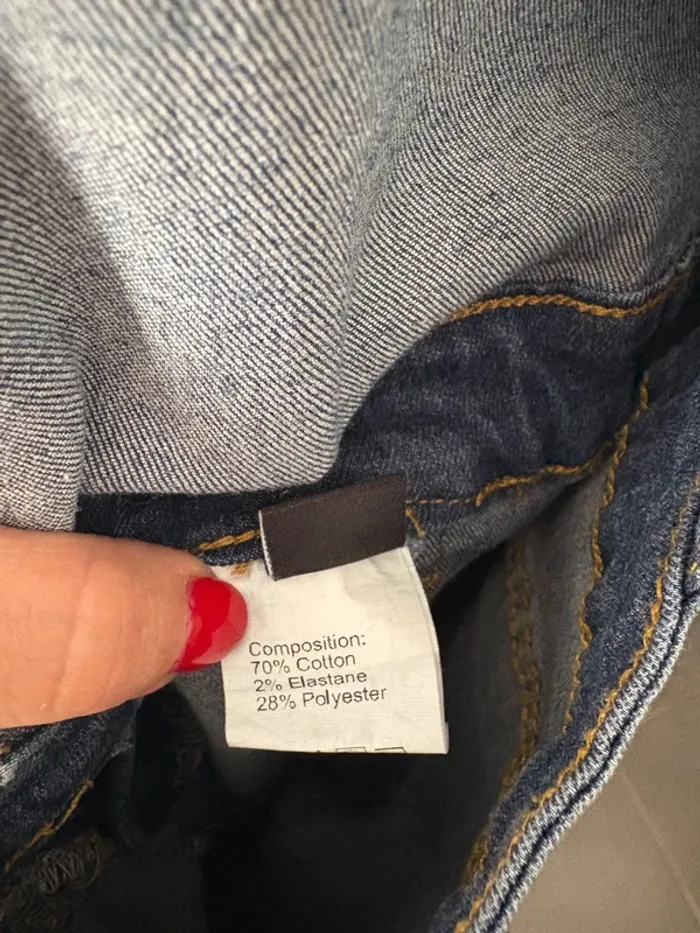 Composition:
70% Cotton
2% Elastane
28% Polyester